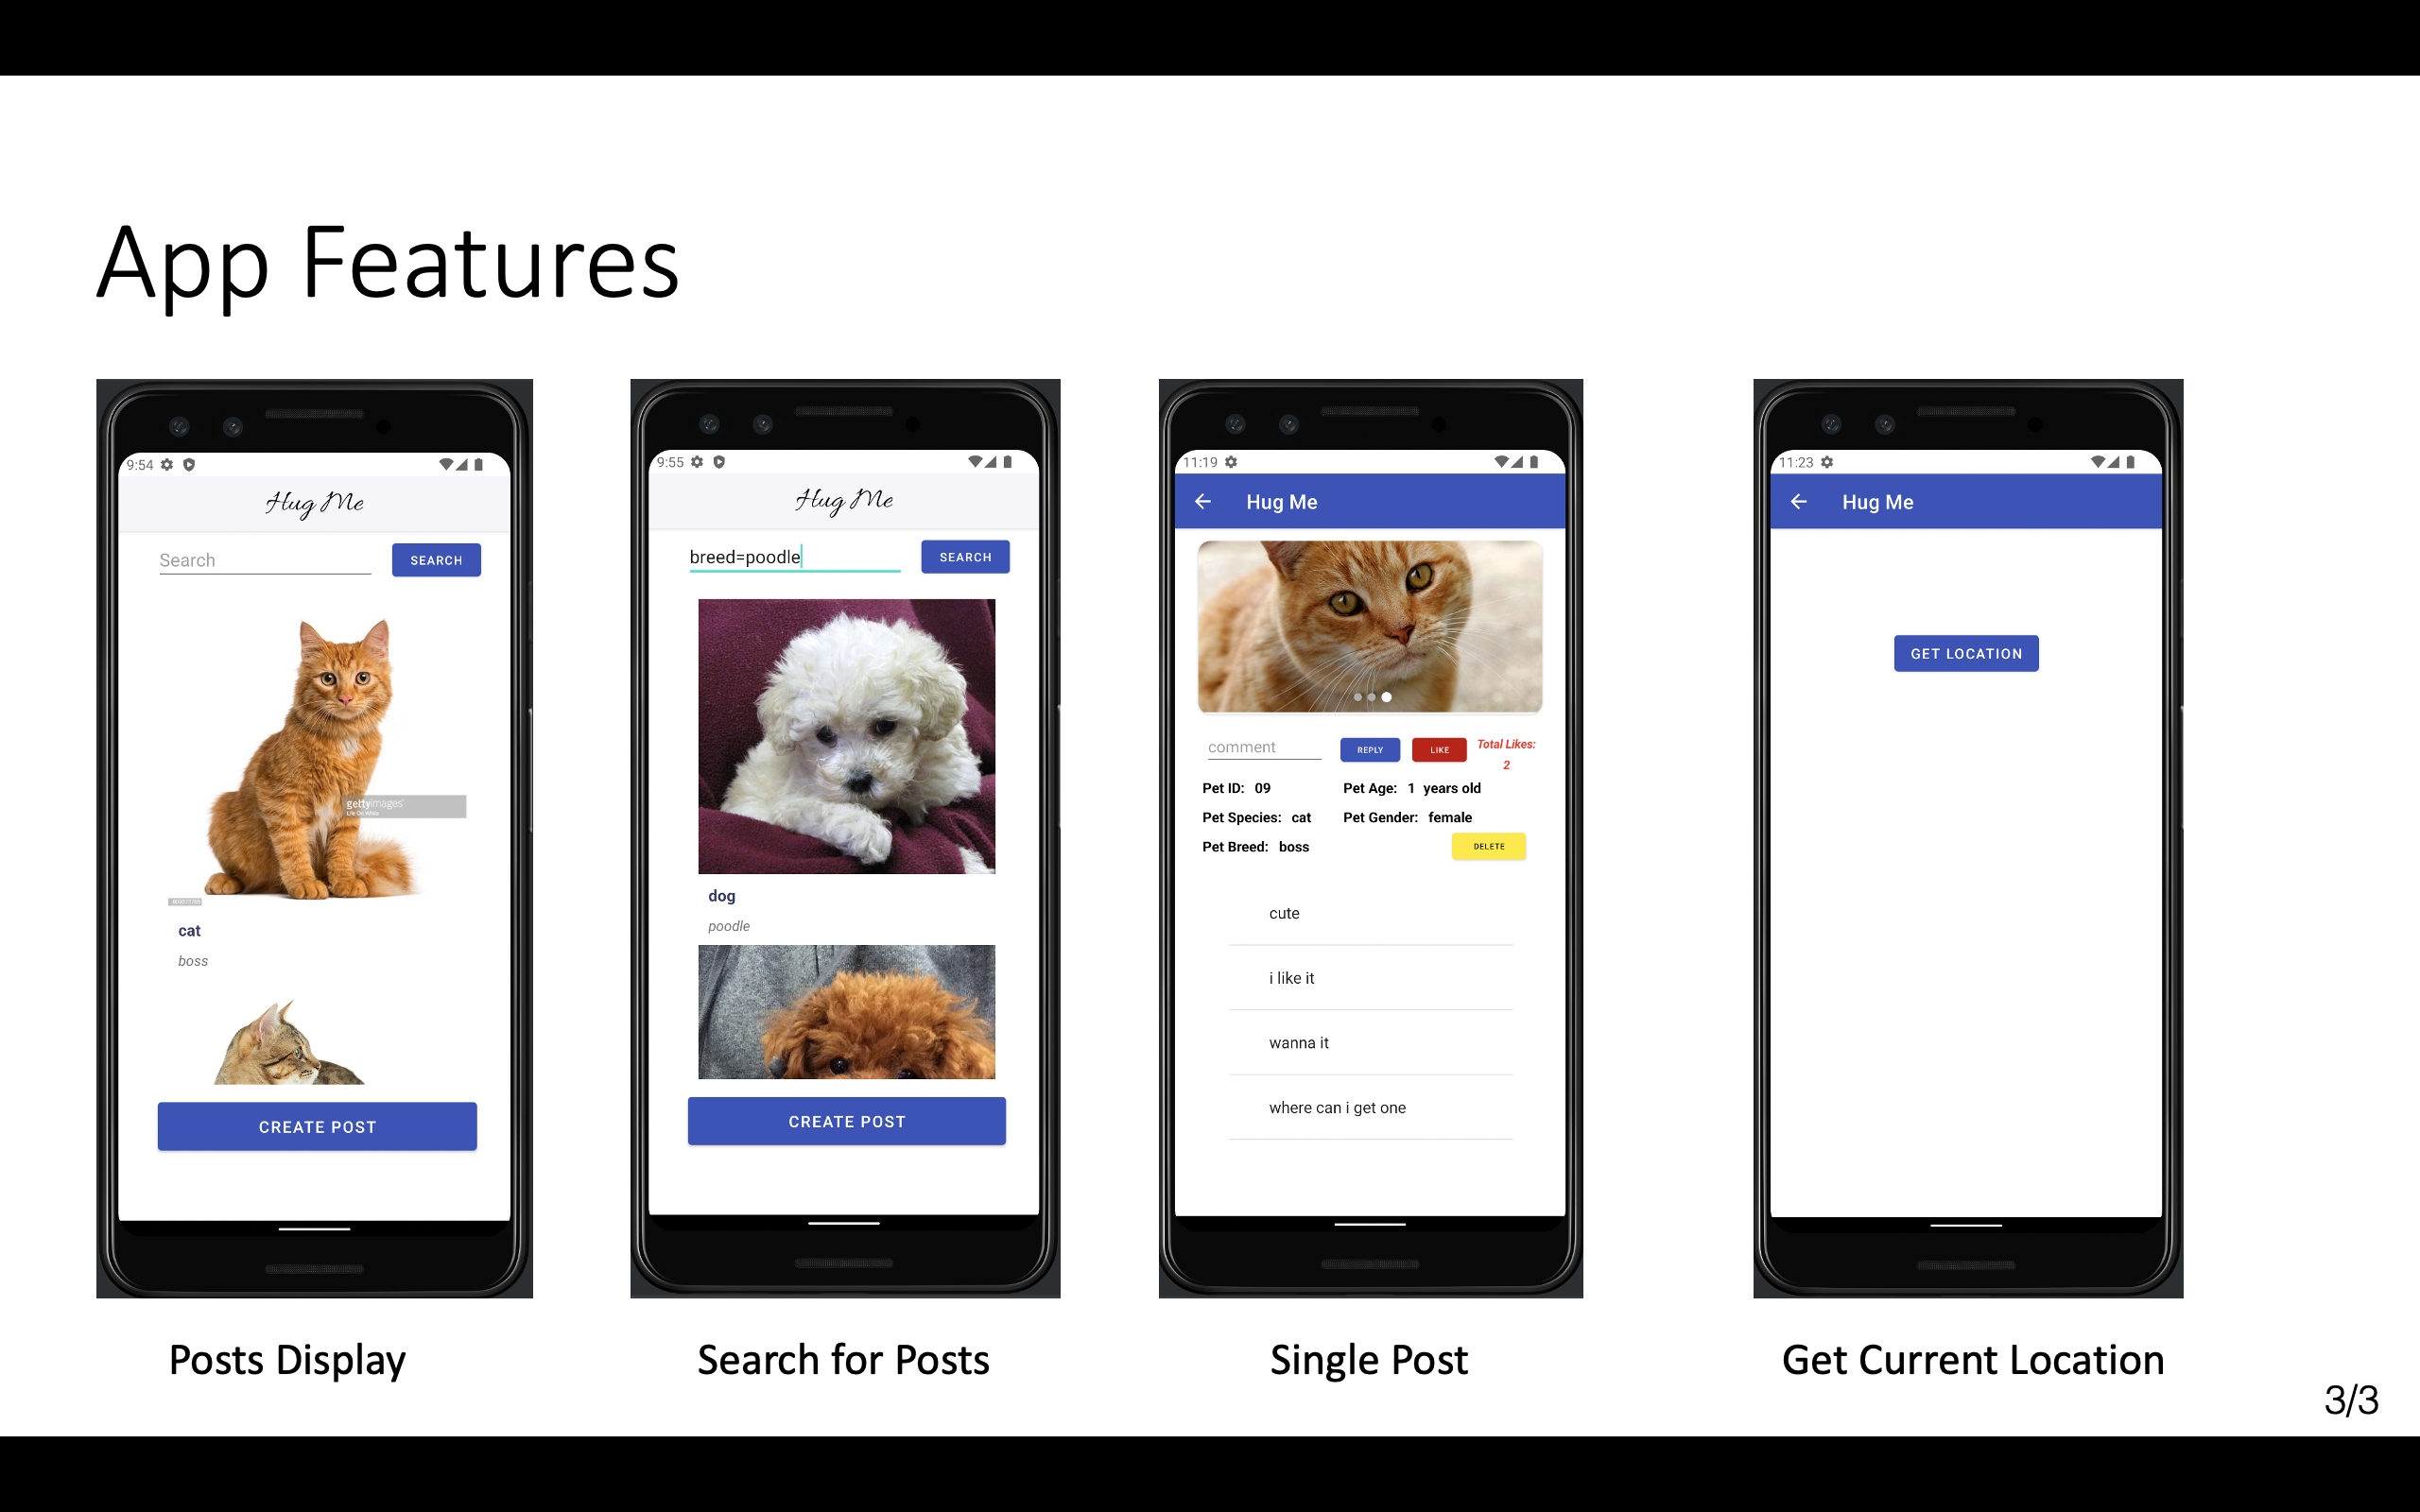 App Features
9:54
Hug Me
Search
SEARCH
gettyimages
cat
boss
CREATE POST
Posts Display
9:55
Hug Me
breed=poodle
SEARCH
dog
poodle
CREATE POST
Search for Posts
11:19
Hug Me
comment
REPLY
LIKE
Total Likes:
2
Pet ID: 09
Pet Age: 1 years old
Pet Species: cat
Pet Gender: female
Pet Breed: boss
DELETE
cute
i like it
wanna it
where can i get one
Single Post
11:23
Hug Me
GET LOCATION
Get Current Location
3/3